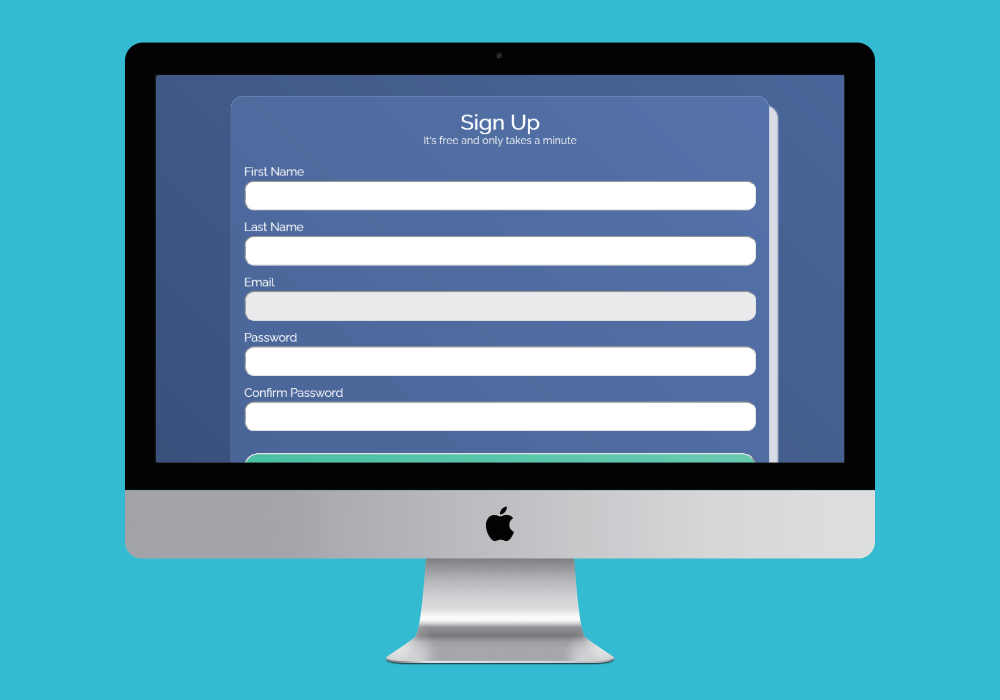 Sign Up
It's free and only takes a minute
First Name
Last Name
Email
Password
Confirm Password